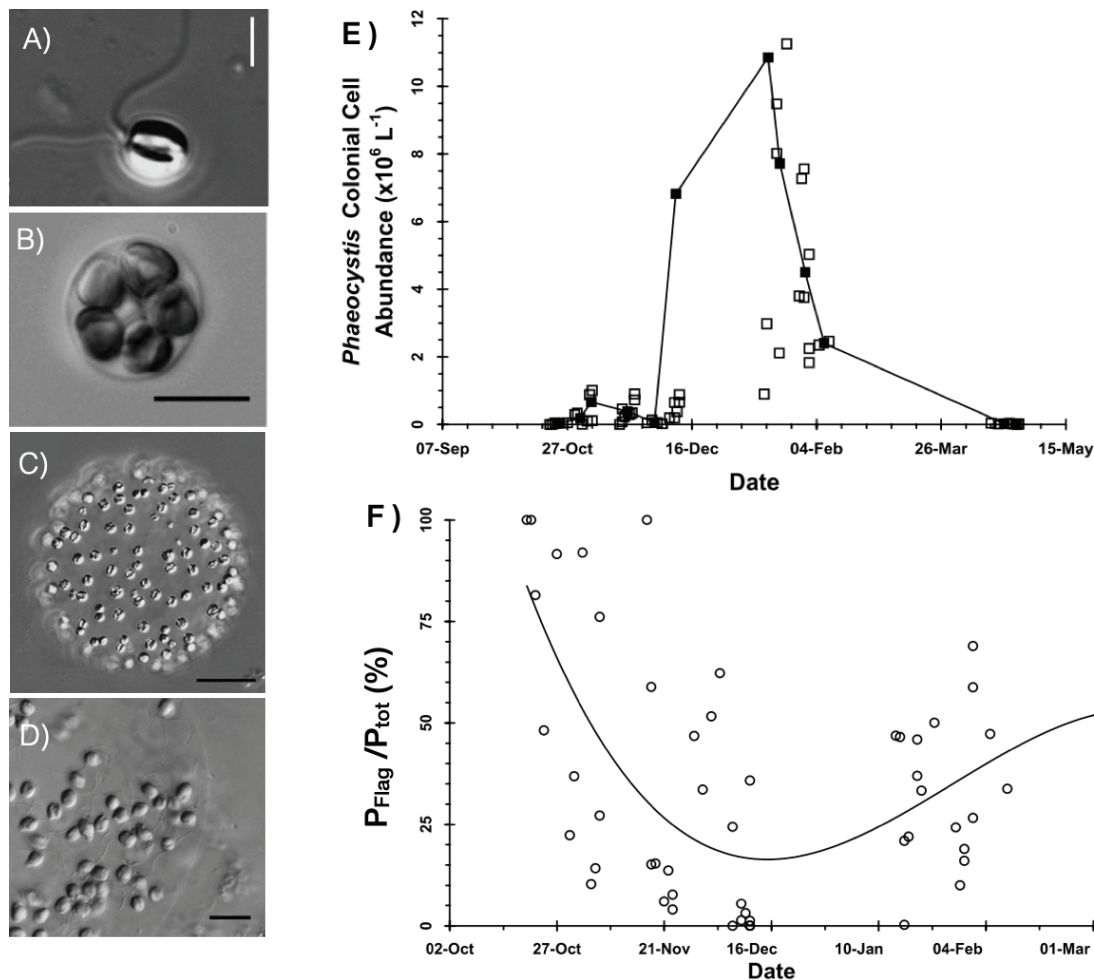 A)
B)
C)
D)
E )
12
10
8
6
4
2
0
Phaeocystis Colonial Cell
Abundance (x10⁶ L⁻¹)
07-Sep 27-Oct 16-Dec 04-Feb 26-Mar 15-May
Date
F )
100
75
50
25
0
P_Flag /P_tot (%)
02-Oct 27-Oct 21-Nov 16-Dec 10-Jan 04-Feb 01-Mar
Date